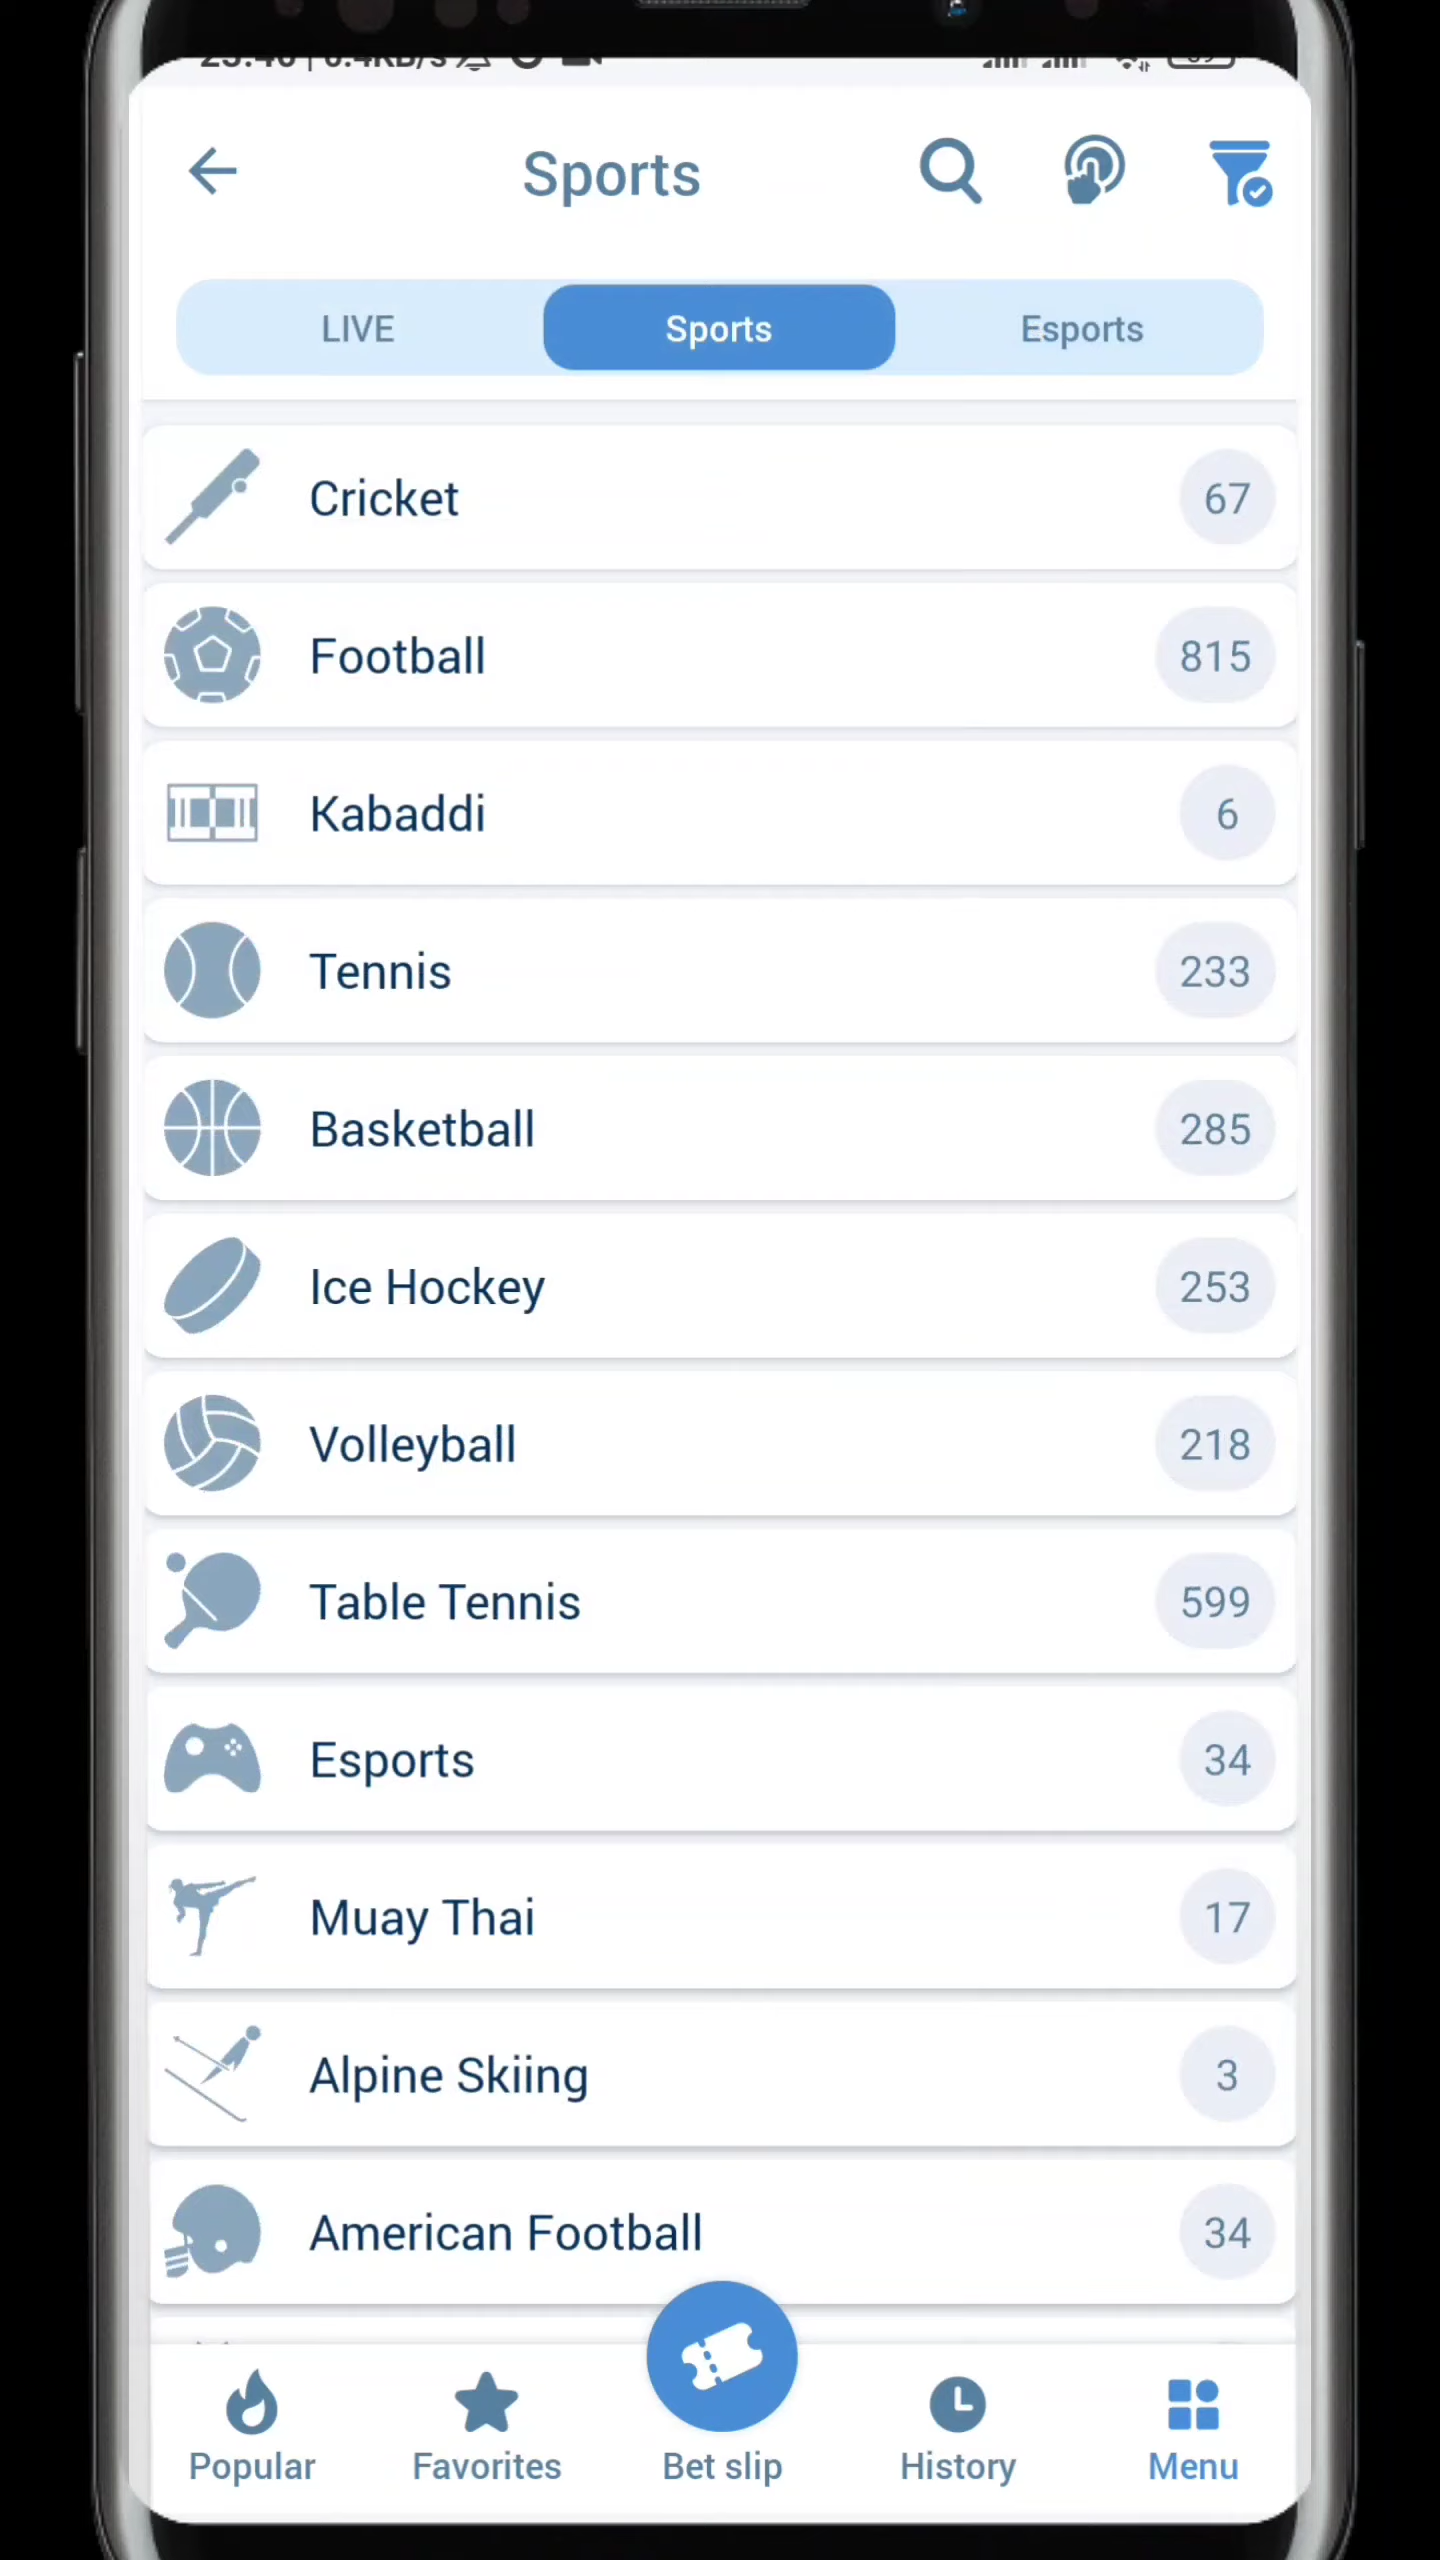 Sports
LIVE
Sports
Esports
Cricket
67
Football
815
Kabaddi
6
Tennis
233
Basketball
285
Ice Hockey
253
Volleyball
218
Table Tennis
599
Esports
34
Muay Thai
17
Alpine Skiing
3
American Football
34
Popular
Favorites
Bet slip
History
Menu